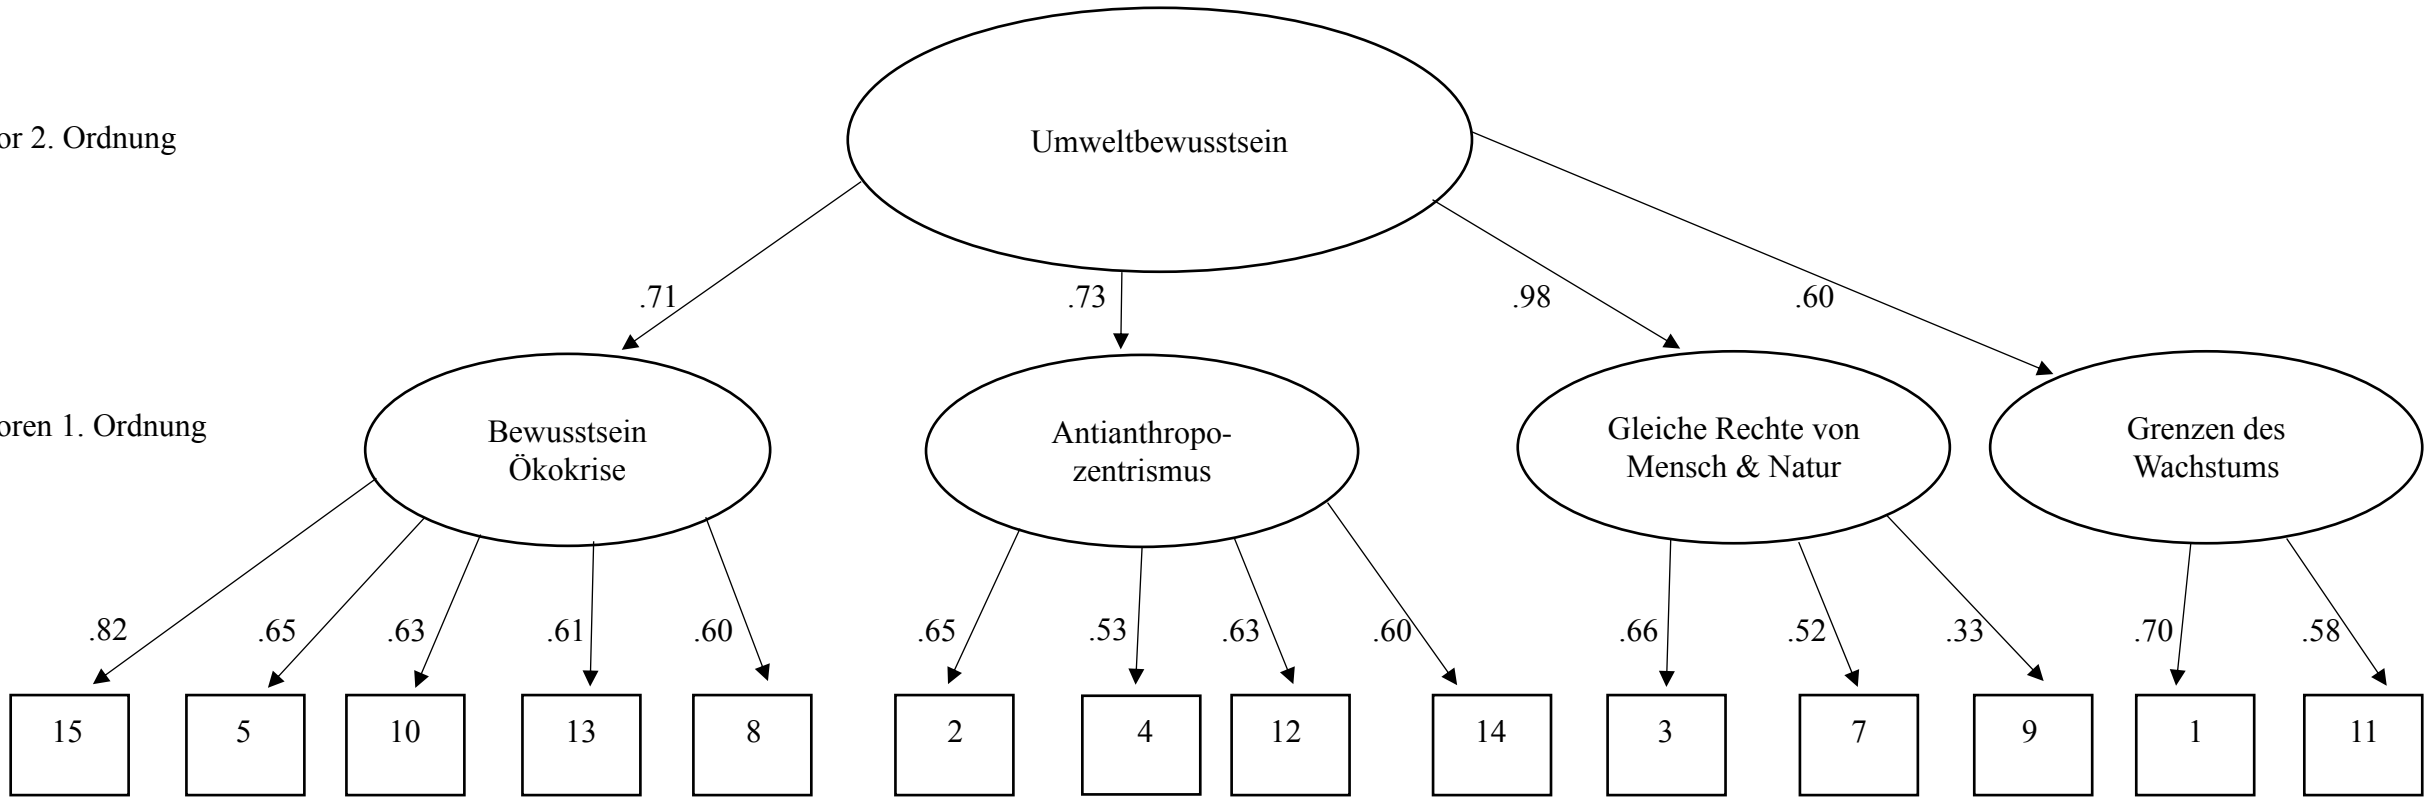 or 2. Ordnung
Umweltbewusstsein
.71
.73
.98
.60
oren 1. Ordnung
Bewusstsein
Ökokrise
Antianthropo-
zentrismus
Gleiche Rechte von
Mensch & Natur
Grenzen des
Wachstums
.82
.65
.63
.61
.60
.65
.53
.63
.60
.66
.52
.33
.70
.58
15
5
10
13
8
2
4
12
14
3
7
9
1
11